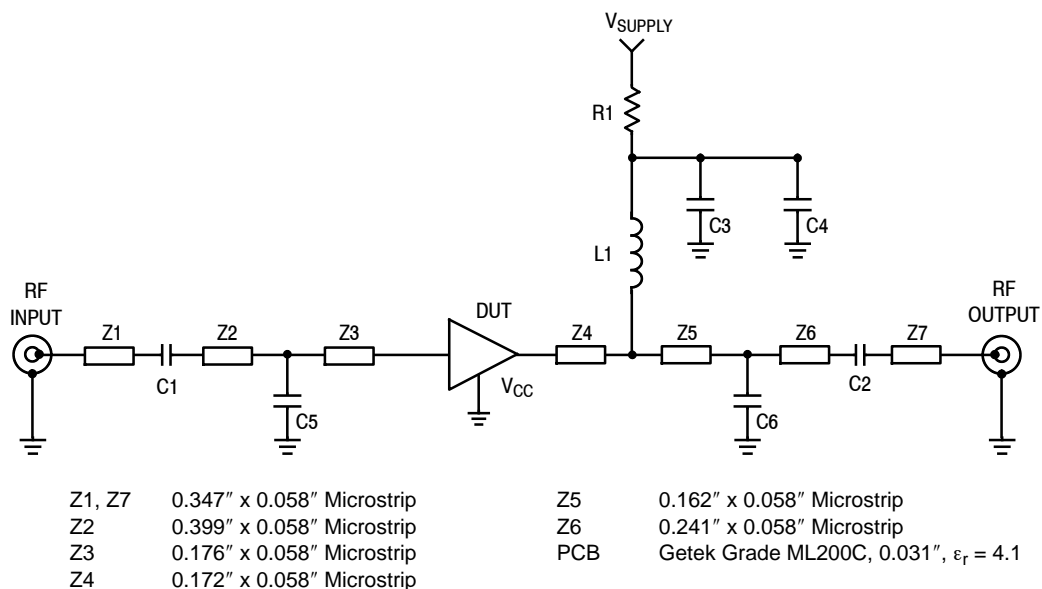 V_SUPPLY
R1
C3
C4
L1
RF
INPUT
DUT
RF
OUTPUT
Z1
Z2
Z3
Z4
Z5
Z6
Z7
C1
V_CC
C2
C5
C6
Z1, Z7 0.347″ x 0.058″ Microstrip
Z2 0.399″ x 0.058″ Microstrip
Z3 0.176″ x 0.058″ Microstrip
Z4 0.172″ x 0.058″ Microstrip
Z5 0.162″ x 0.058″ Microstrip
Z6 0.241″ x 0.058″ Microstrip
PCB Getek Grade ML200C, 0.031″, εr = 4.1